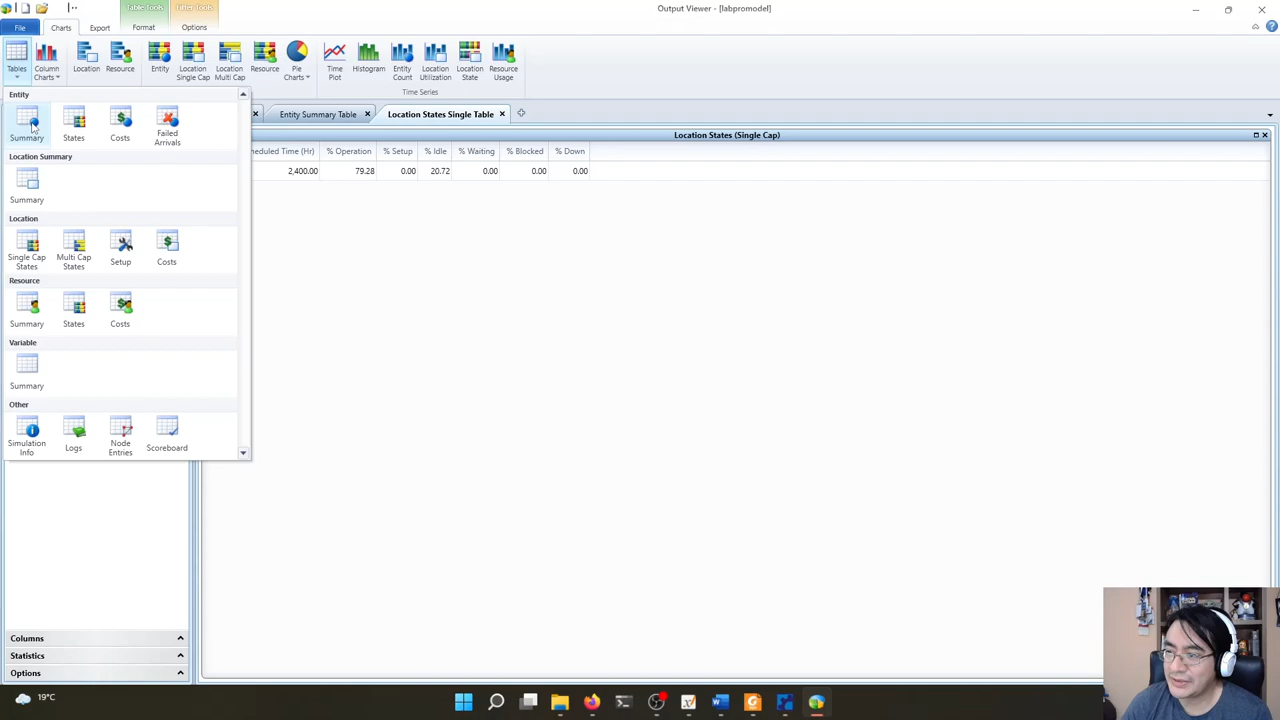 Table Tools
Filter Tools
Output Viewer - [labpromodel]
File
Charts
Export
Format
Options
Tables
Column Charts
Location
Resource
Entity
Location Single Cap
Location Multi Cap
Resource
Pie Charts
Time Plot
Histogram
Entity Count
Location Utilization
Location State
Resource Usage
Time Series
Entity
Summary
States
Costs
Failed Arrivals
Location Summary
Summary
Location
Single Cap States
Multi Cap States
Setup
Costs
Resource
Summary
States
Costs
Variable
Summary
Other
Simulation Info
Logs
Node Entries
Scoreboard
Entity Summary Table
Location States Single Table
Location States (Single Cap)
Time (Hr) % Operation % Setup % Idle % Waiting % Blocked % Down
2,400.00 79.28 0.00 20.72 0.00 0.00 0.00
Columns
Statistics
Options
19°C